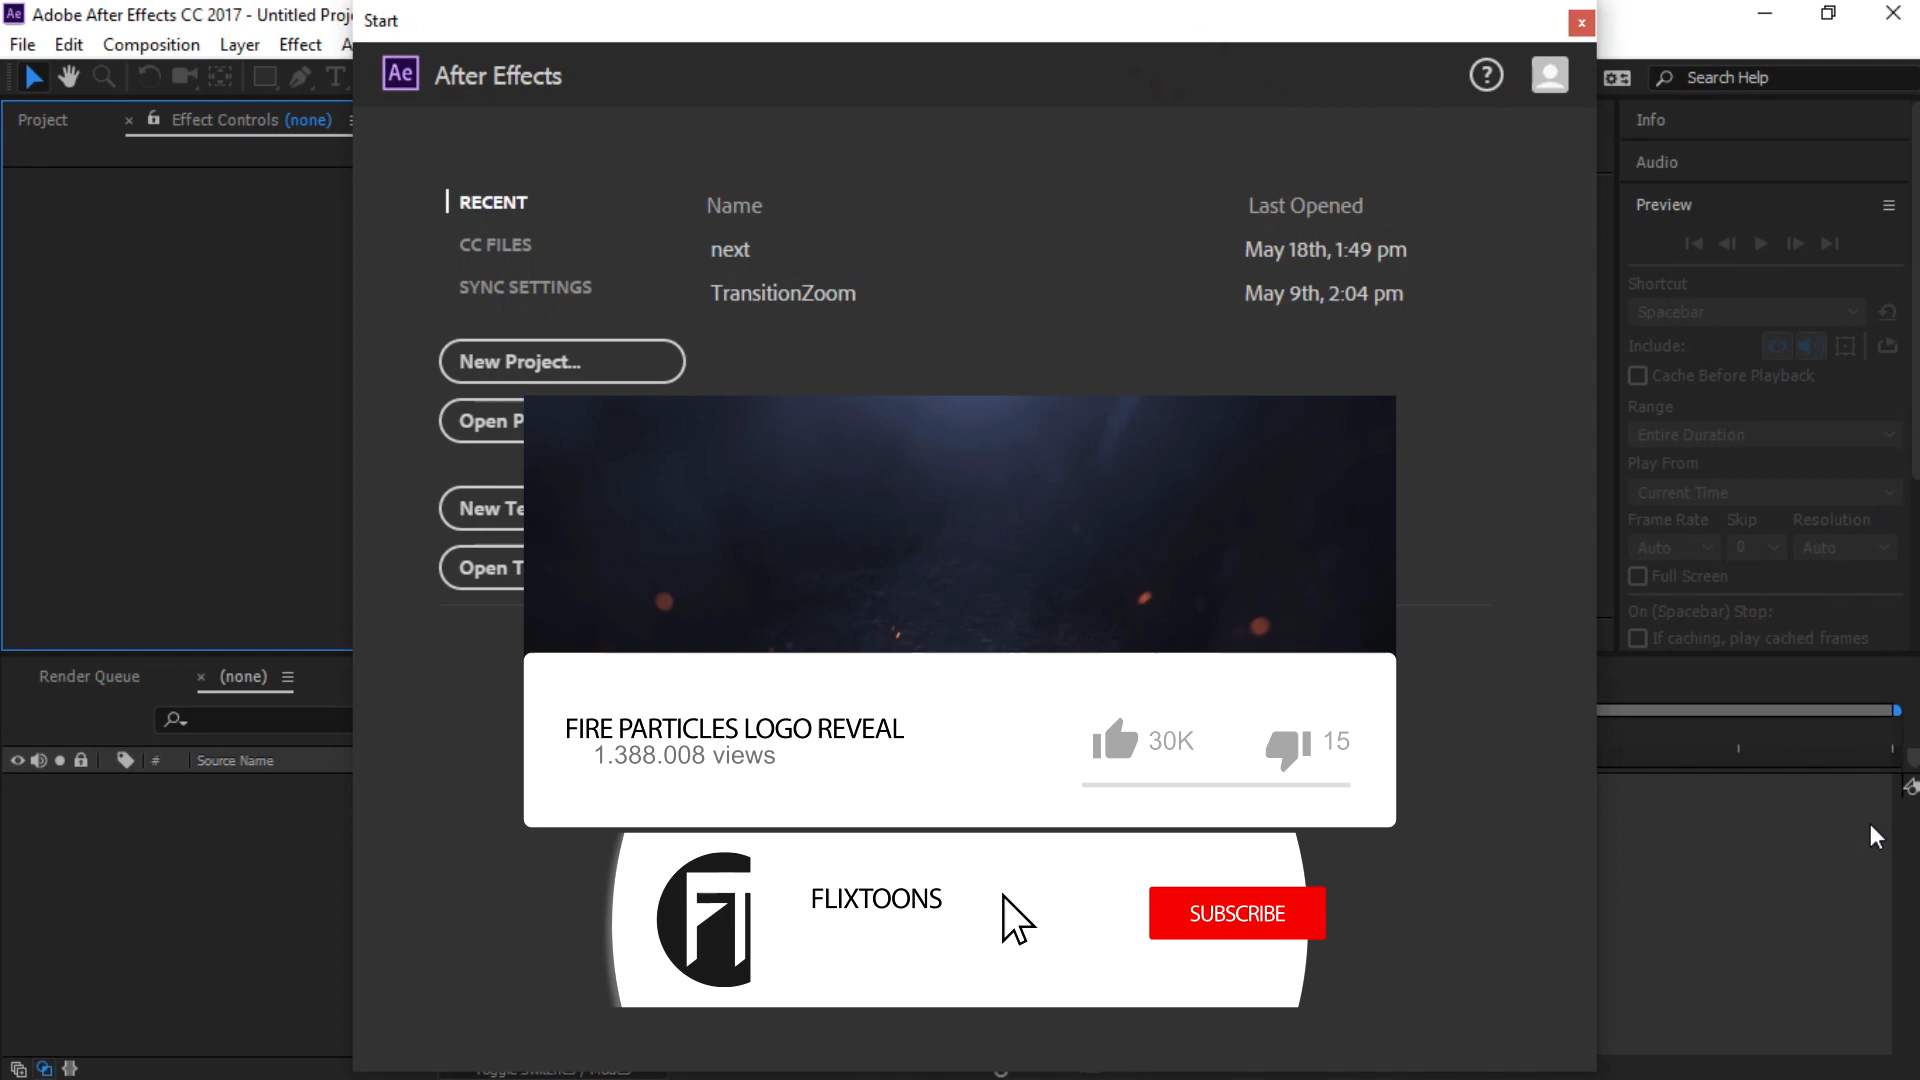 Ae Adobe After Effects CC 2017 - Untitled Proj
Start
x
File Edit Composition Layer Effect
Ae After Effects
?
Search Help
Project
× Effect Controls (none)
Info
Audio
Preview
RECENT
CC FILES
SYNC SETTINGS
Name
Last Opened
next
May 18th, 1:49 pm
TransitionZoom
May 9th, 2:04 pm
New Project...
Open P
New Te
Open T
Shortcut
Spacebar
Include:
Cache Before Playback
Range
Entire Duration
Play From
Current Time
Frame Rate Skip Resolution
Auto 0 Auto
Full Screen
On (Spacebar) Stop:
If caching, play cached frames
Render Queue
× (none)
# Source Name
FIRE PARTICLES LOGO REVEAL
1.388.008 views
30K
15
FLIXTOONS
SUBSCRIBE